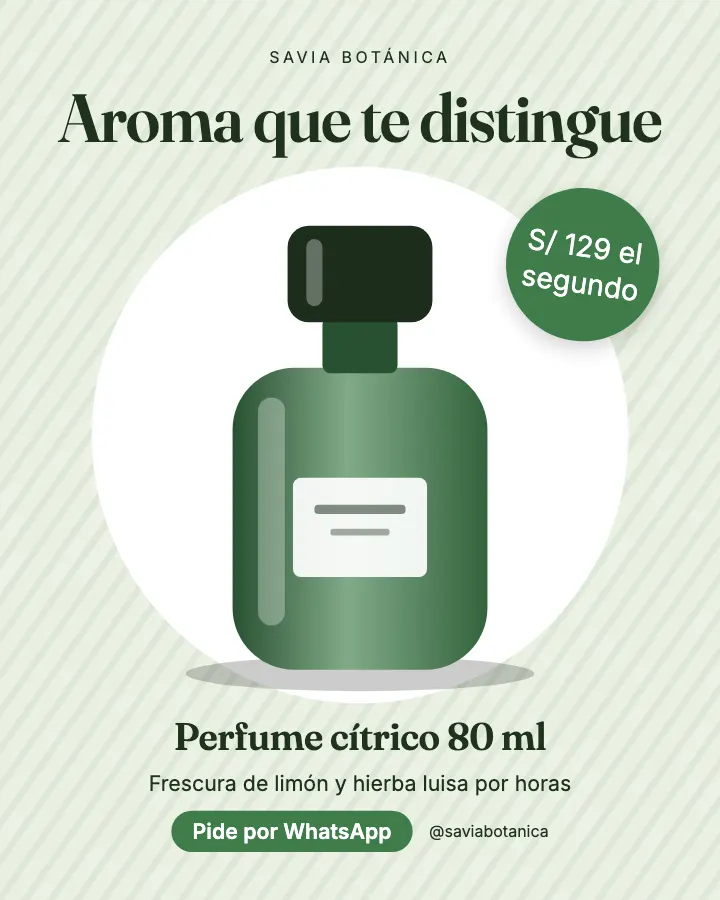 SAVIA BOTÁNICA
Aroma que te distingue
S/ 129 el
segundo
Perfume cítrico 80 ml
Frescura de limón y hierba luisa por horas
Pide por WhatsApp
@saviabotanica